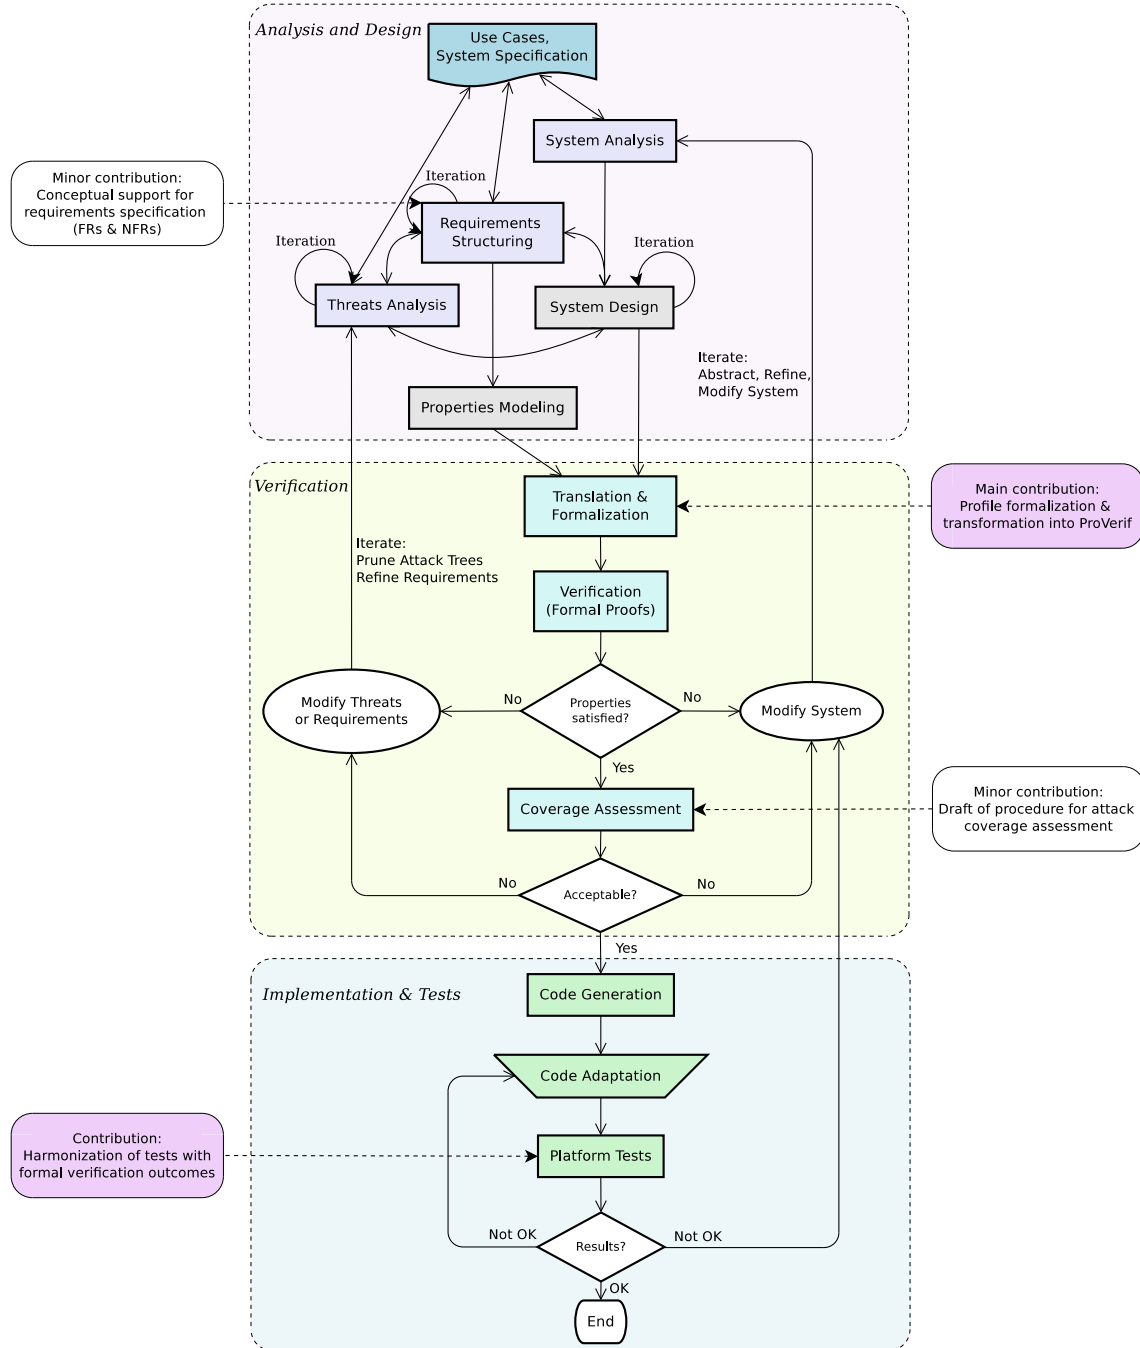 Analysis and Design
Use Cases,
System Specification
System Analysis
Minor contribution:
Conceptual support for
requirements specification
(FRs & NFRs)
Iteration
Requirements
Structuring
Iteration
Iteration
Threats Analysis
System Design
Iterate:
Abstract, Refine,
Modify System
Properties Modeling
Verification
Translation &
Formalization
Main contribution:
Profile formalization &
transformation into ProVerif
Iterate:
Prune Attack Trees
Refine Requirements
Verification
(Formal Proofs)
No
No
Modify Threats
or Requirements
Properties
satisfied?
Modify System
Yes
Minor contribution:
Draft of procedure for attack
coverage assessment
Coverage Assessment
No
No
Acceptable?
Yes
Implementation & Tests
Code Generation
Code Adaptation
Contribution:
Harmonization of tests with
formal verification outcomes
Platform Tests
Not OK
Not OK
Results?
OK
End